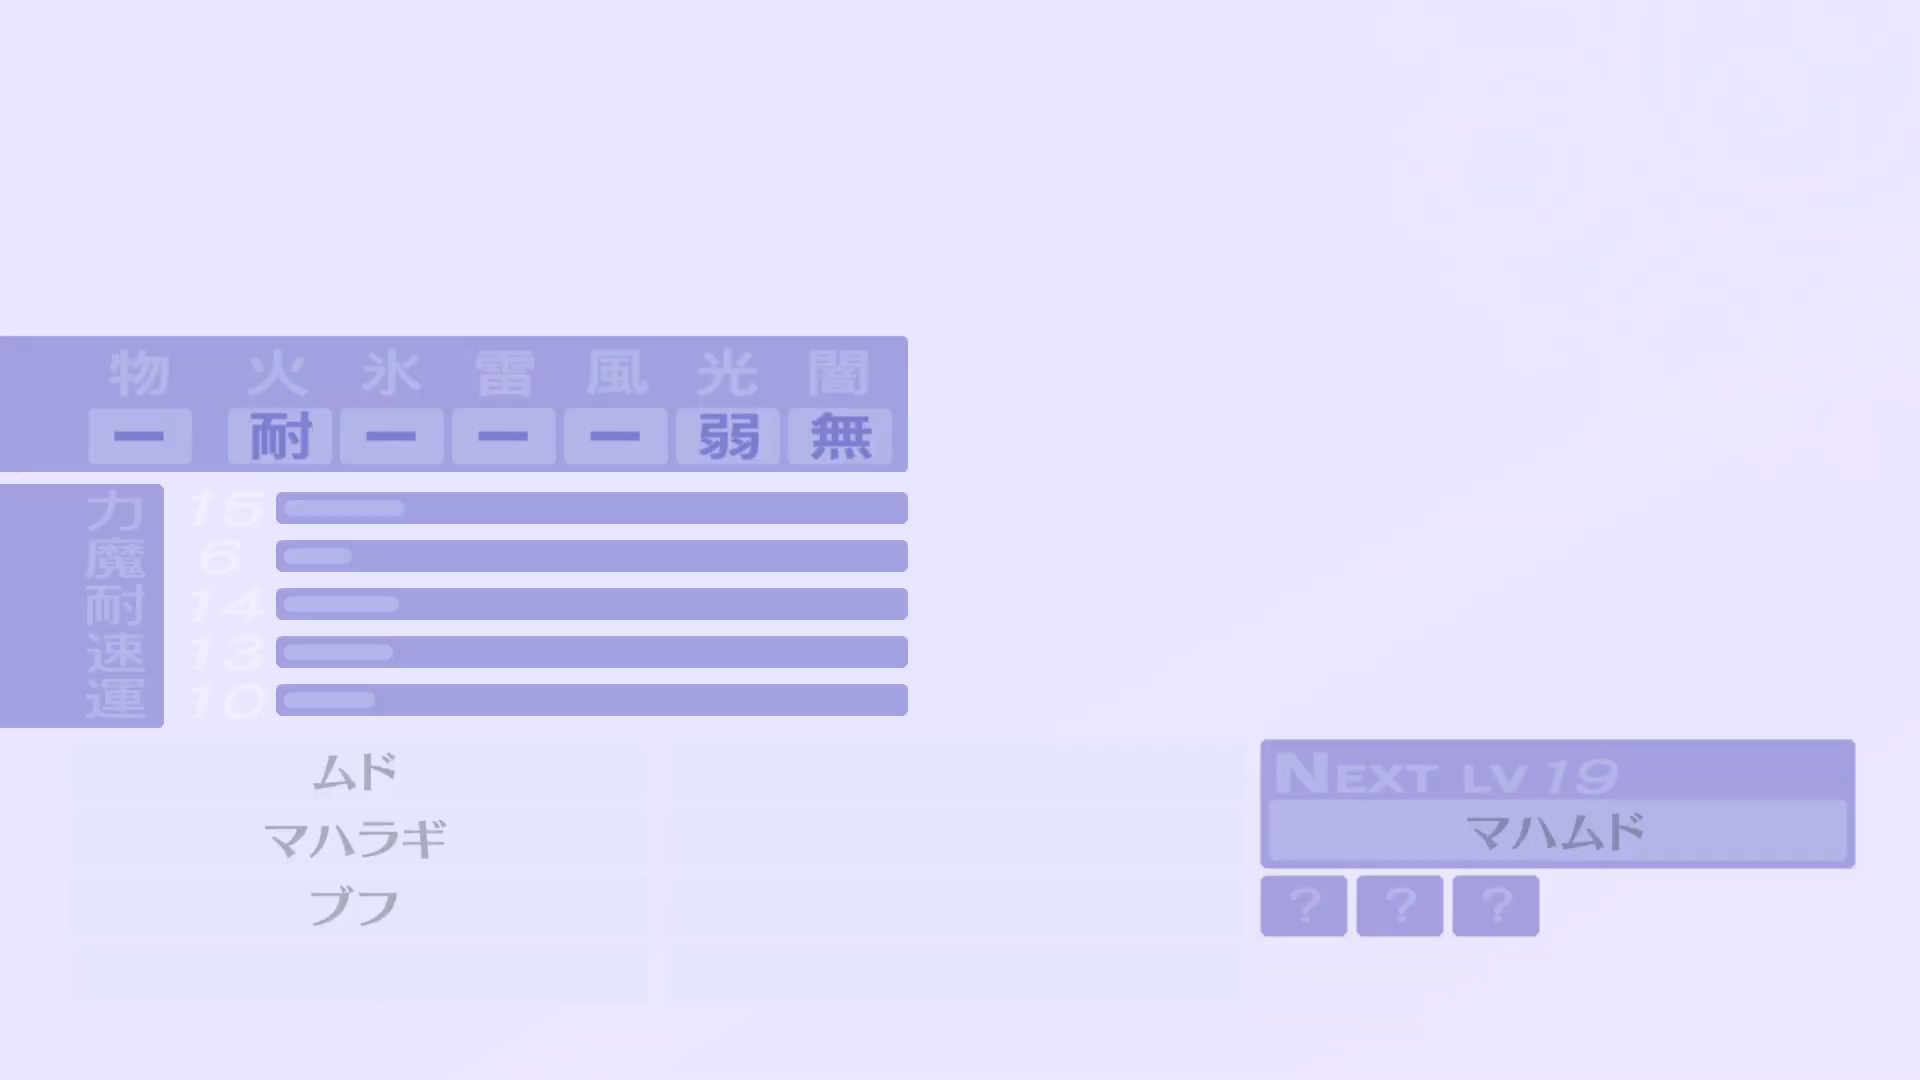 物 火 氷 雷 風 光 闇
ー 耐 ー ー ー 弱 無
力 15
魔 6
耐 14
速 13
運 10
ムド
マハラギ
ブフ
NEXT LV 19
マハムド
? ? ?